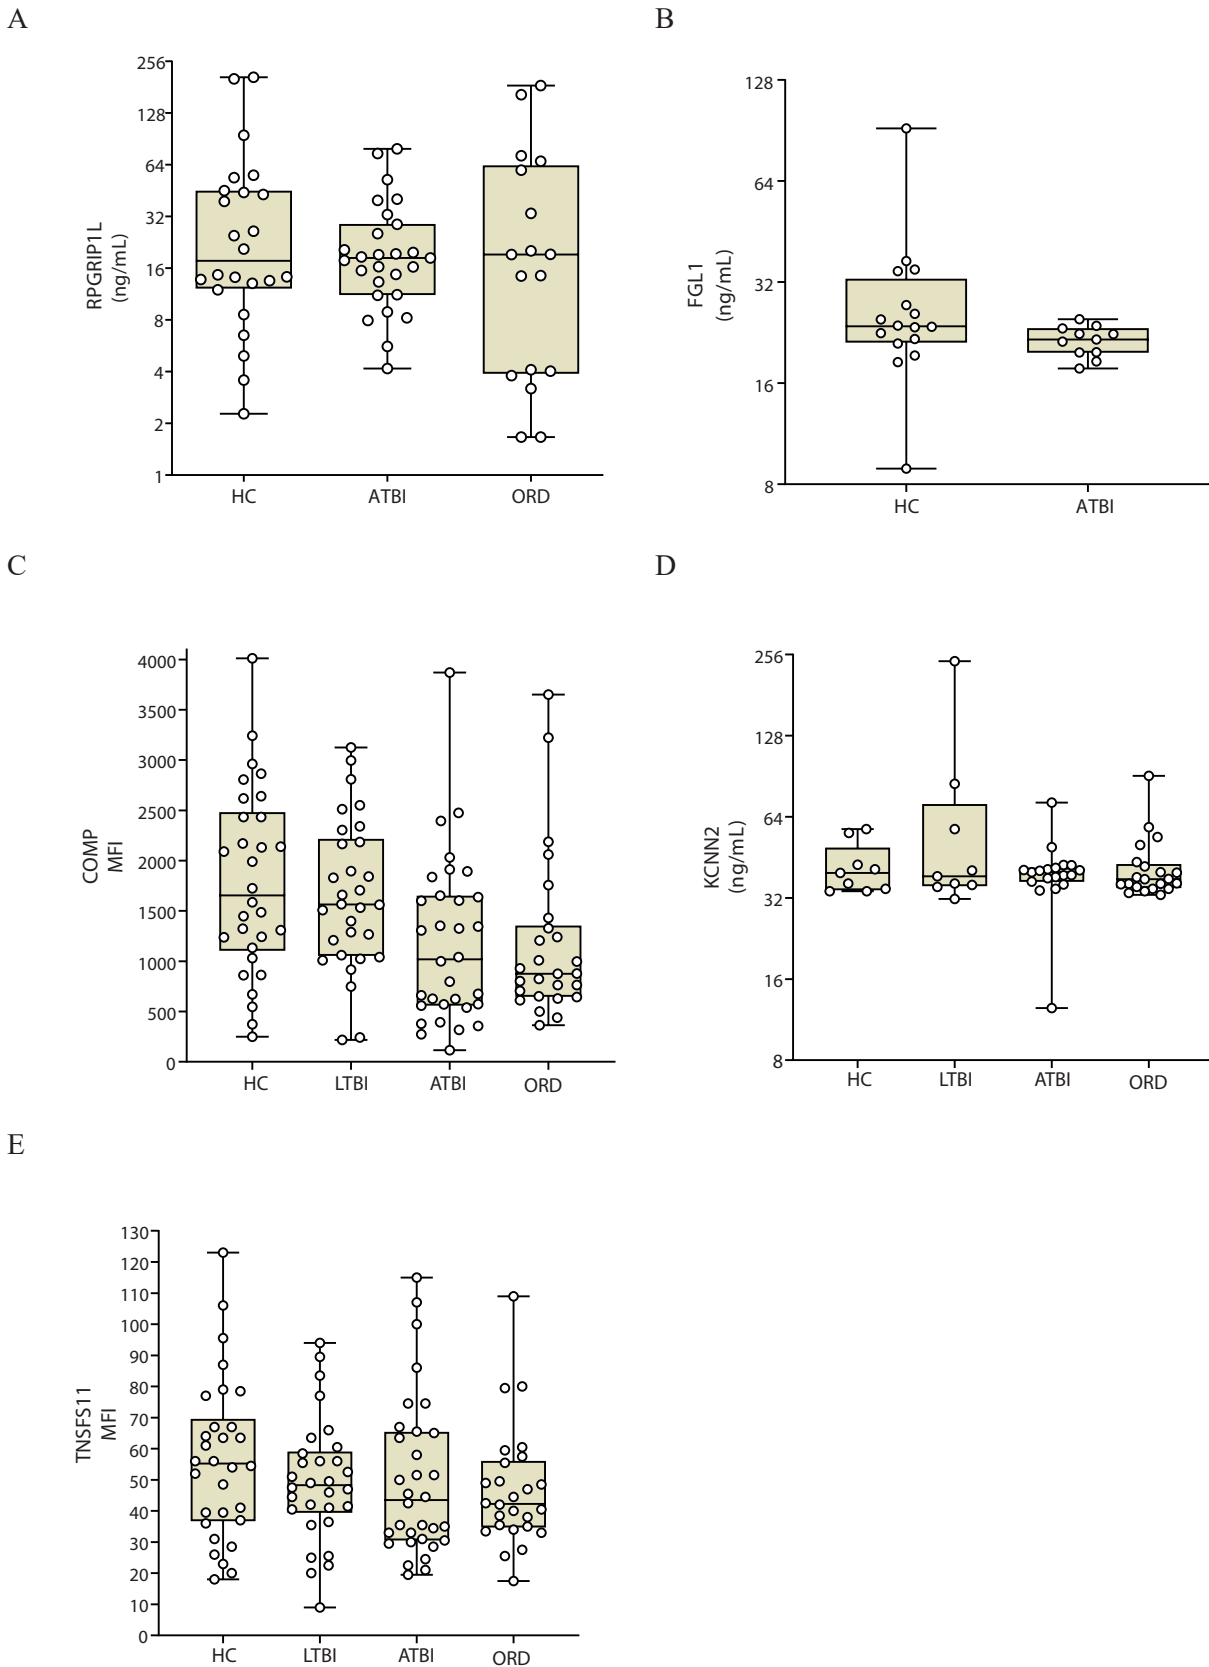 A
RPGRIP1L
(ng/mL)
256
128
64
32
16
8
4
2
1
HC ATBI ORD
B
FGL1
(ng/mL)
128
64
32
16
8
HC ATBI
C
COMP
MFI
4000
3500
3000
2500
2000
1500
1000
500
0
HC LTBI ATBI ORD
D
KCNN2
(ng/mL)
256
128
64
32
16
8
HC LTBI ATBI ORD
E
TNSFS11
MFI
130
120
110
100
90
80
70
60
50
40
30
20
10
0
HC LTBI ATBI ORD